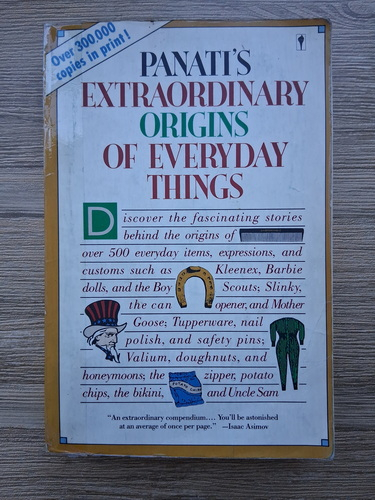 Over 300,000
copies in print!
PANATI'S
EXTRAORDINARY
ORIGINS
OF EVERYDAY
THINGS
Discover the fascinating stories
behind the origins of
over 500 everyday items, expressions, and
customs such as Kleenex, Barbie
dolls, and the Boy Scouts; Slinky,
the can opener, and Mother
Goose; Tupperware, nail
polish, and safety pins;
Valium, doughnuts, and
honeymoons; the zipper, potato
chips, the bikini, and Uncle Sam
POTATO CHIPS
"An extraordinary compendium.... You'll be astonished
at an average of once per page." —Isaac Asimov